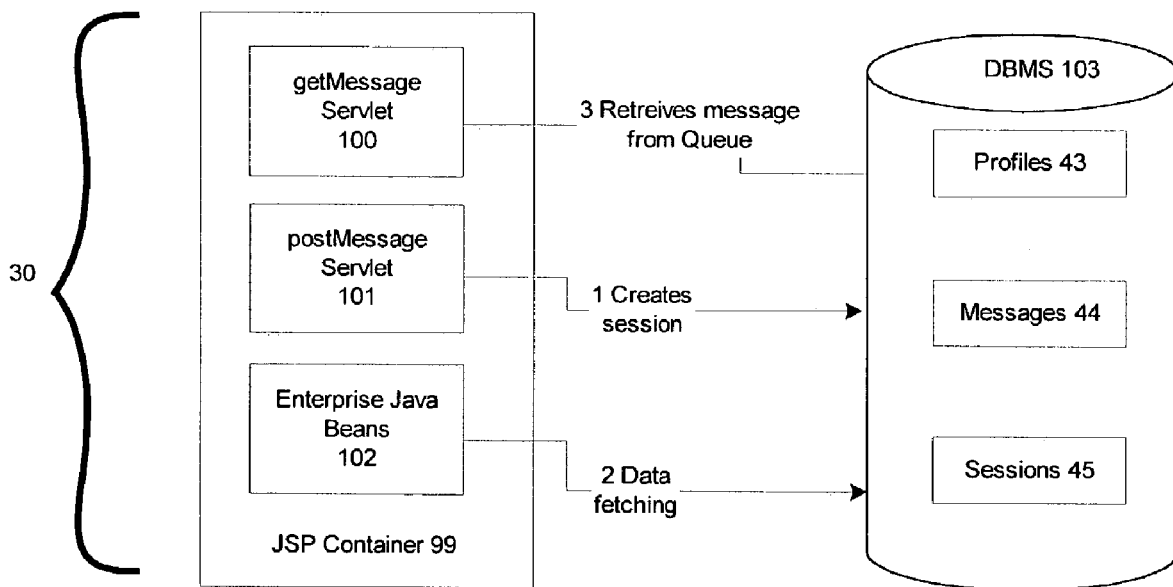 30
getMessage
Servlet
100
postMessage
Servlet
101
Enterprise Java
Beans
102
JSP Container 99
3 Retreives message
from Queue
1 Creates
session
2 Data
fetching
DBMS 103
Profiles 43
Messages 44
Sessions 45